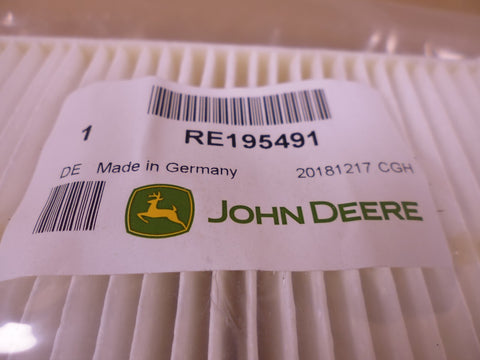 1 RE195491
DE Made in Germany 20181217 CGH
JOHN DEERE